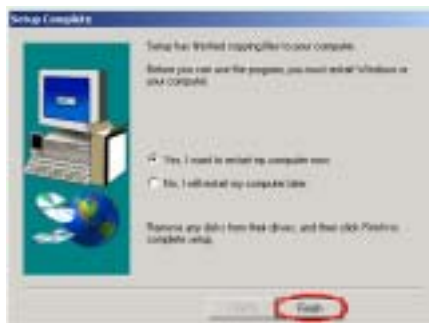 Setup Complete
Setup has finished copying files to your computer.
Before you can use the program, you must restart Windows or
your computer.
Yes, I want to restart my computer now.
No, I will restart my computer later.
Remove any disks from their drives, and then click Finish to
complete setup.
Finish